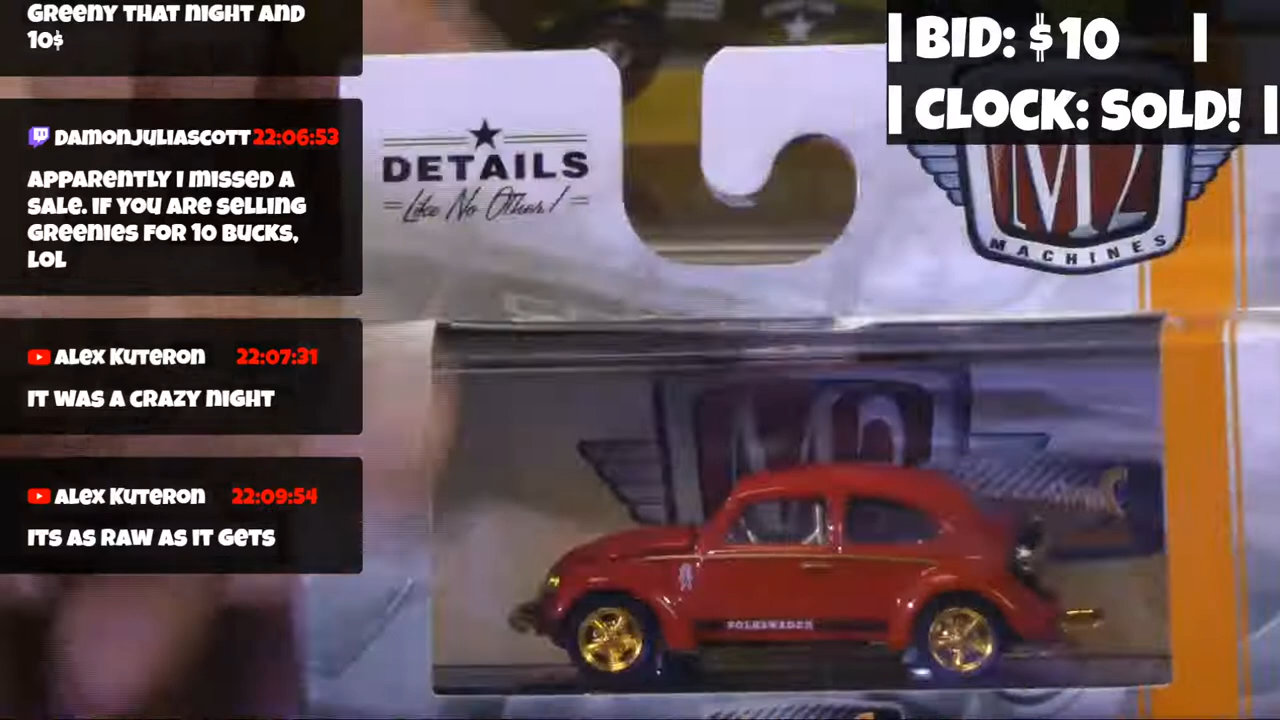 GREENY THAT NIGHT AND
10$
DAMONJULIASCOTT 22:06:53
APPARENTLY I MISSED A
SALE. IF YOU ARE SELLING
GREENIES FOR 10 BUCKS,
LOL
ALEX KUTERON 22:07:31
IT WAS A CRAZY NIGHT
ALEX KUTERON 22:09:54
ITS AS RAW AS IT GETS
| BID: $10 |
| CLOCK: SOLD! |
DETAILS
Like No Other!
M2
MACHINES
M2
VOLKSWAGEN